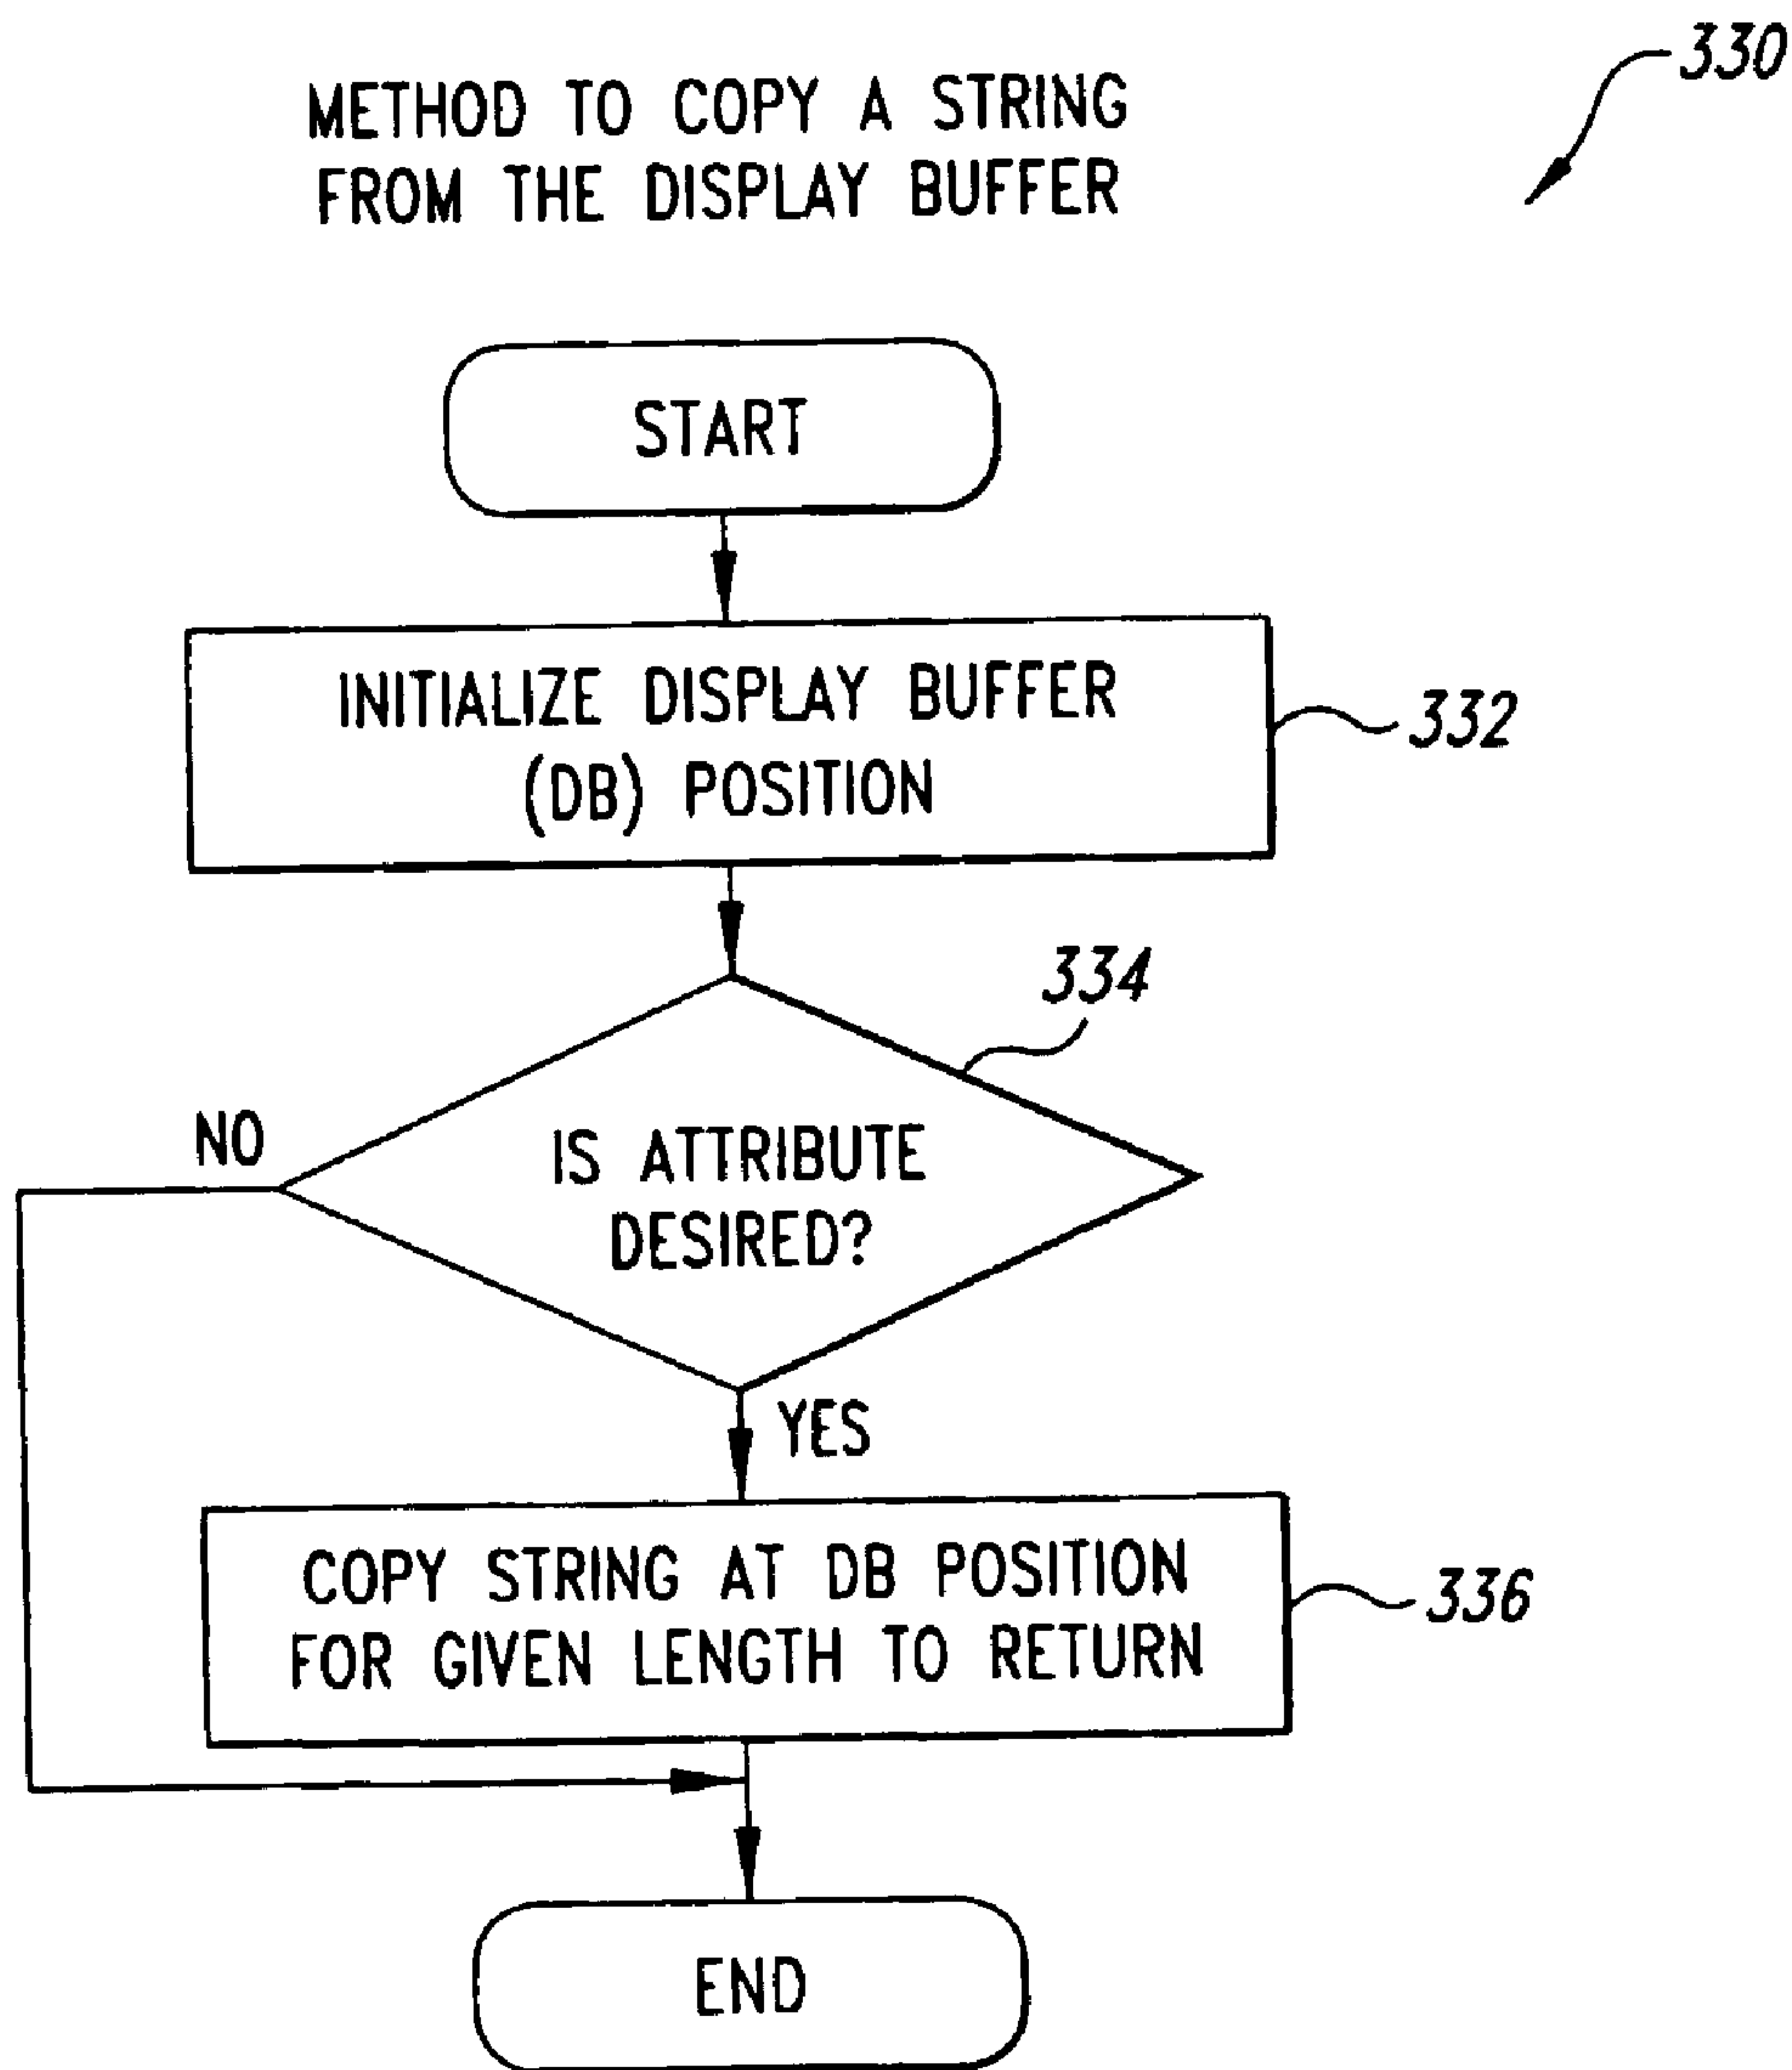 330
METHOD TO COPY A STRING
FROM THE DISPLAY BUFFER
START
INITIALIZE DISPLAY BUFFER
(DB) POSITION
332
334
NO
IS ATTRIBUTE
DESIRED?
YES
COPY STRING AT DB POSITION
FOR GIVEN LENGTH TO RETURN
336
END